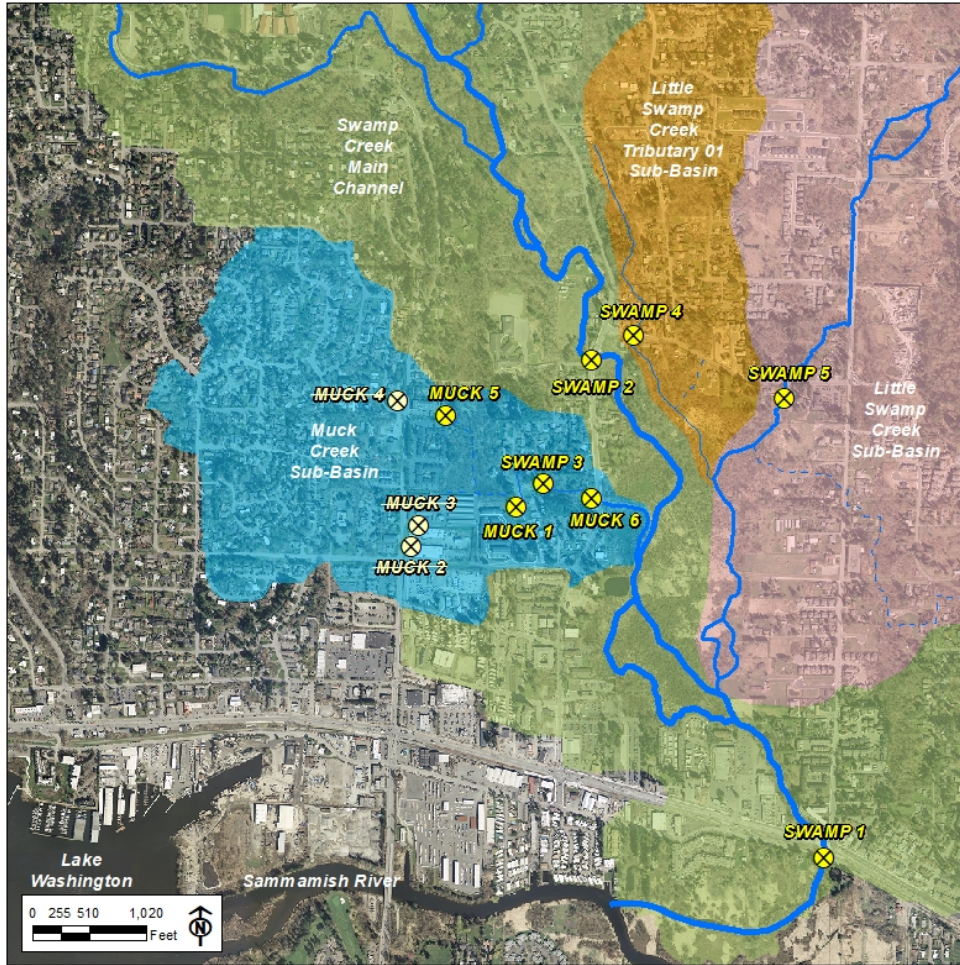 Little
Swamp
Creek
Tributary 01
Sub-Basin
Swamp
Creek
Main
Channel
SWAMP 4
SWAMP 2
SWAMP 5
MUCK 4
MUCK 5
Little
Swamp
Creek
Sub-Basin
Muck
Creek
Sub-Basin
SWAMP 3
MUCK 3
MUCK 1
MUCK 6
MUCK 2
SWAMP 1
Lake
Washington
Sammamish River
0 255 510 1,020
Feet
N